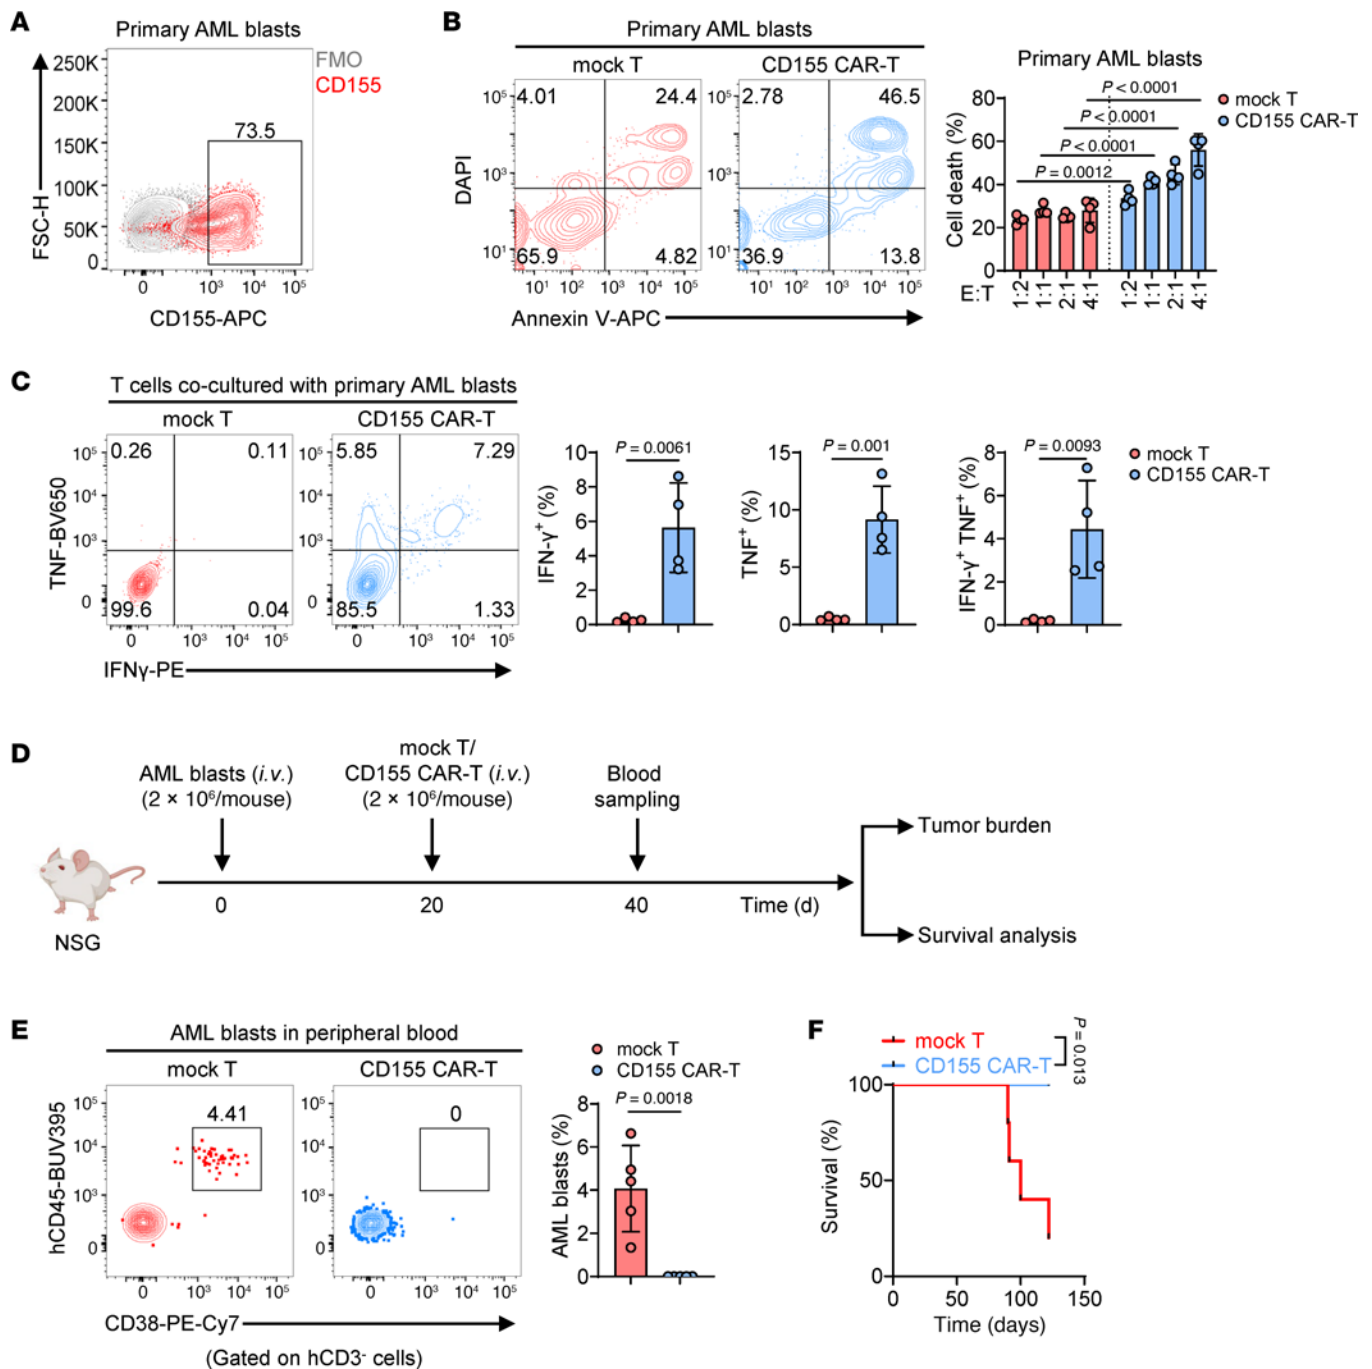 A
Primary AML blasts
FMO
CD155
250K
200K
150K
100K
50K
0
73.5
FSC-H
0 10³ 10⁴ 10⁵
CD155-APC
B
Primary AML blasts
mock T
CD155 CAR-T
4.01 24.4
65.9 4.82
2.78 46.5
36.9 13.8
10⁵
10³
10¹
DAPI
10¹ 10² 10³ 10⁴ 10⁵
10¹ 10² 10³ 10⁴ 10⁵
Annexin V-APC
Primary AML blasts
P < 0.0001
P < 0.0001
P < 0.0001
P = 0.0012
mock T
CD155 CAR-T
Cell death (%)
80
60
40
20
0
E:T
1:2 1:1 2:1 4:1 1:2 1:1 2:1 4:1
C
T cells co-cultured with primary AML blasts
mock T
CD155 CAR-T
0.26 0.11
99.6 0.04
5.85 7.29
85.5 1.33
10⁵
10⁴
10³
0
10⁵
10⁴
10³
0
TNF-BV650
0 10³ 10⁴ 10⁵
0 10³ 10⁴ 10⁵
IFNγ-PE
P = 0.0061
IFN-γ⁺ (%)
10
8
6
4
2
0
P = 0.001
TNF⁺ (%)
15
10
5
0
P = 0.0093
IFN-γ⁺ TNF⁺ (%)
8
6
4
2
0
mock T
CD155 CAR-T
D
AML blasts (i.v.)
(2 × 10⁶/mouse)
mock T/
CD155 CAR-T (i.v.)
(2 × 10⁶/mouse)
Blood
sampling
NSG
0
20
40
Time (d)
Tumor burden
Survival analysis
E
AML blasts in peripheral blood
mock T
CD155 CAR-T
4.41
0
10⁵
10⁴
10³
0
10⁵
10⁴
10³
0
hCD45-BUV395
0 10³ 10⁴ 10⁵
0 10³ 10⁴ 10⁵
CD38-PE-Cy7
(Gated on hCD3⁻ cells)
mock T
CD155 CAR-T
P = 0.0018
AML blasts (%)
8
6
4
2
0
F
mock T
CD155 CAR-T
P = 0.013
Survival (%)
100
50
0
0 50 100 150
Time (days)